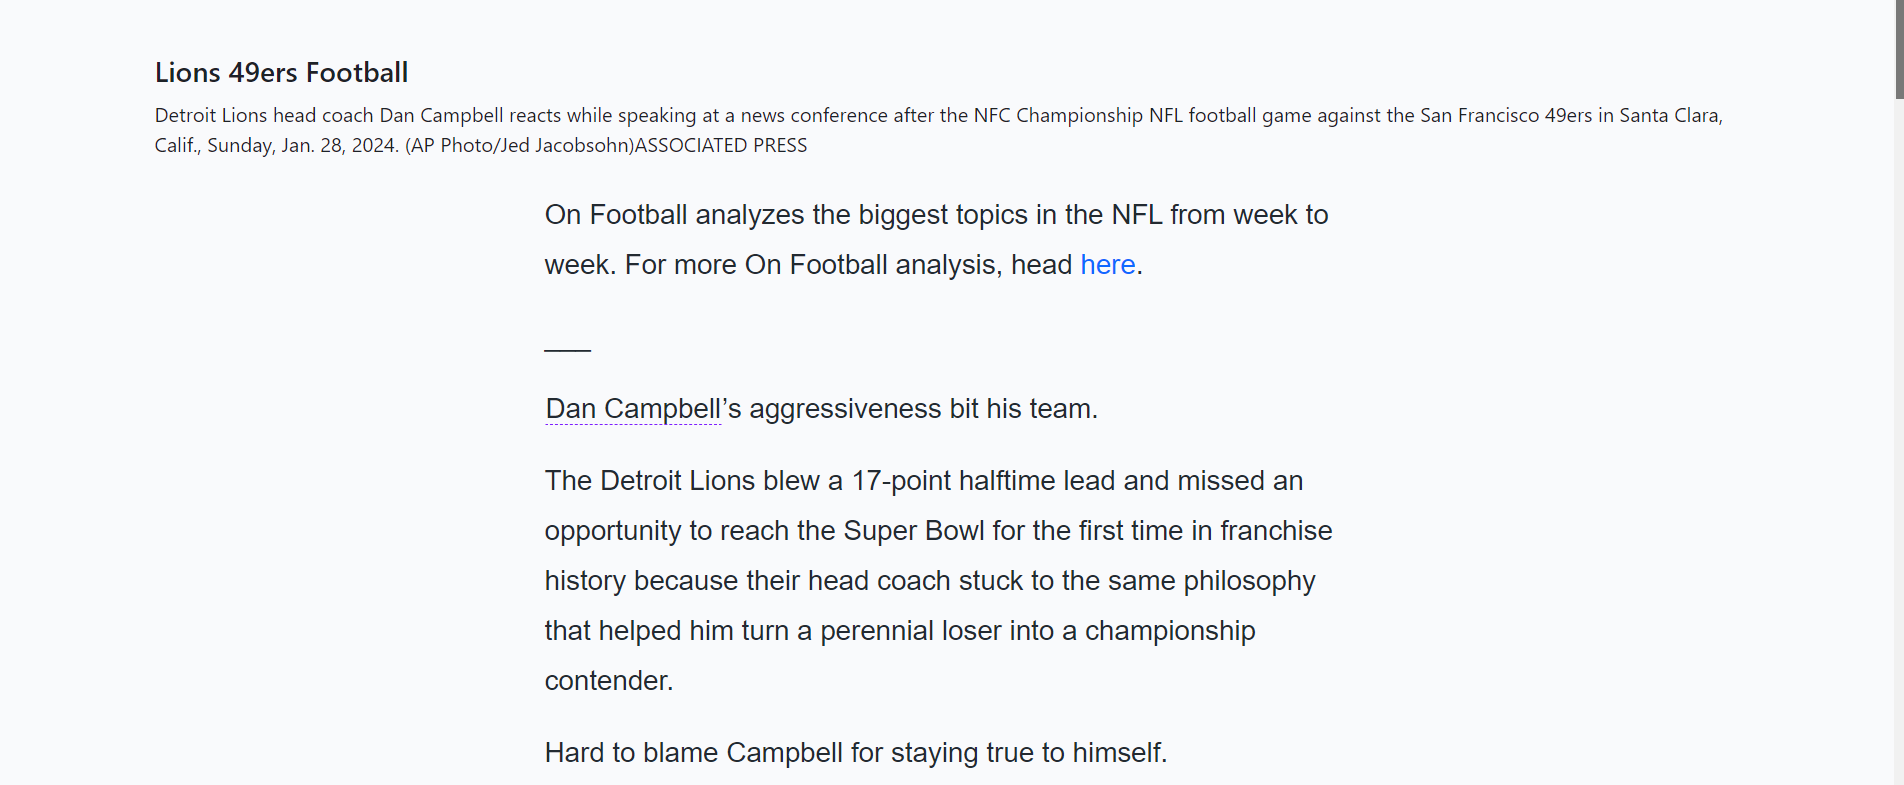 Lions 49ers Football
Detroit Lions head coach Dan Campbell reacts while speaking at a news conference after the NFC Championship NFL football game against the San Francisco 49ers in Santa Clara,
Calif., Sunday, Jan. 28, 2024. (AP Photo/Jed Jacobsohn)ASSOCIATED PRESS
On Football analyzes the biggest topics in the NFL from week to
week. For more On Football analysis, head here.
___
Dan Campbell’s aggressiveness bit his team.
The Detroit Lions blew a 17-point halftime lead and missed an
opportunity to reach the Super Bowl for the first time in franchise
history because their head coach stuck to the same philosophy
that helped him turn a perennial loser into a championship
contender.
Hard to blame Campbell for staying true to himself.